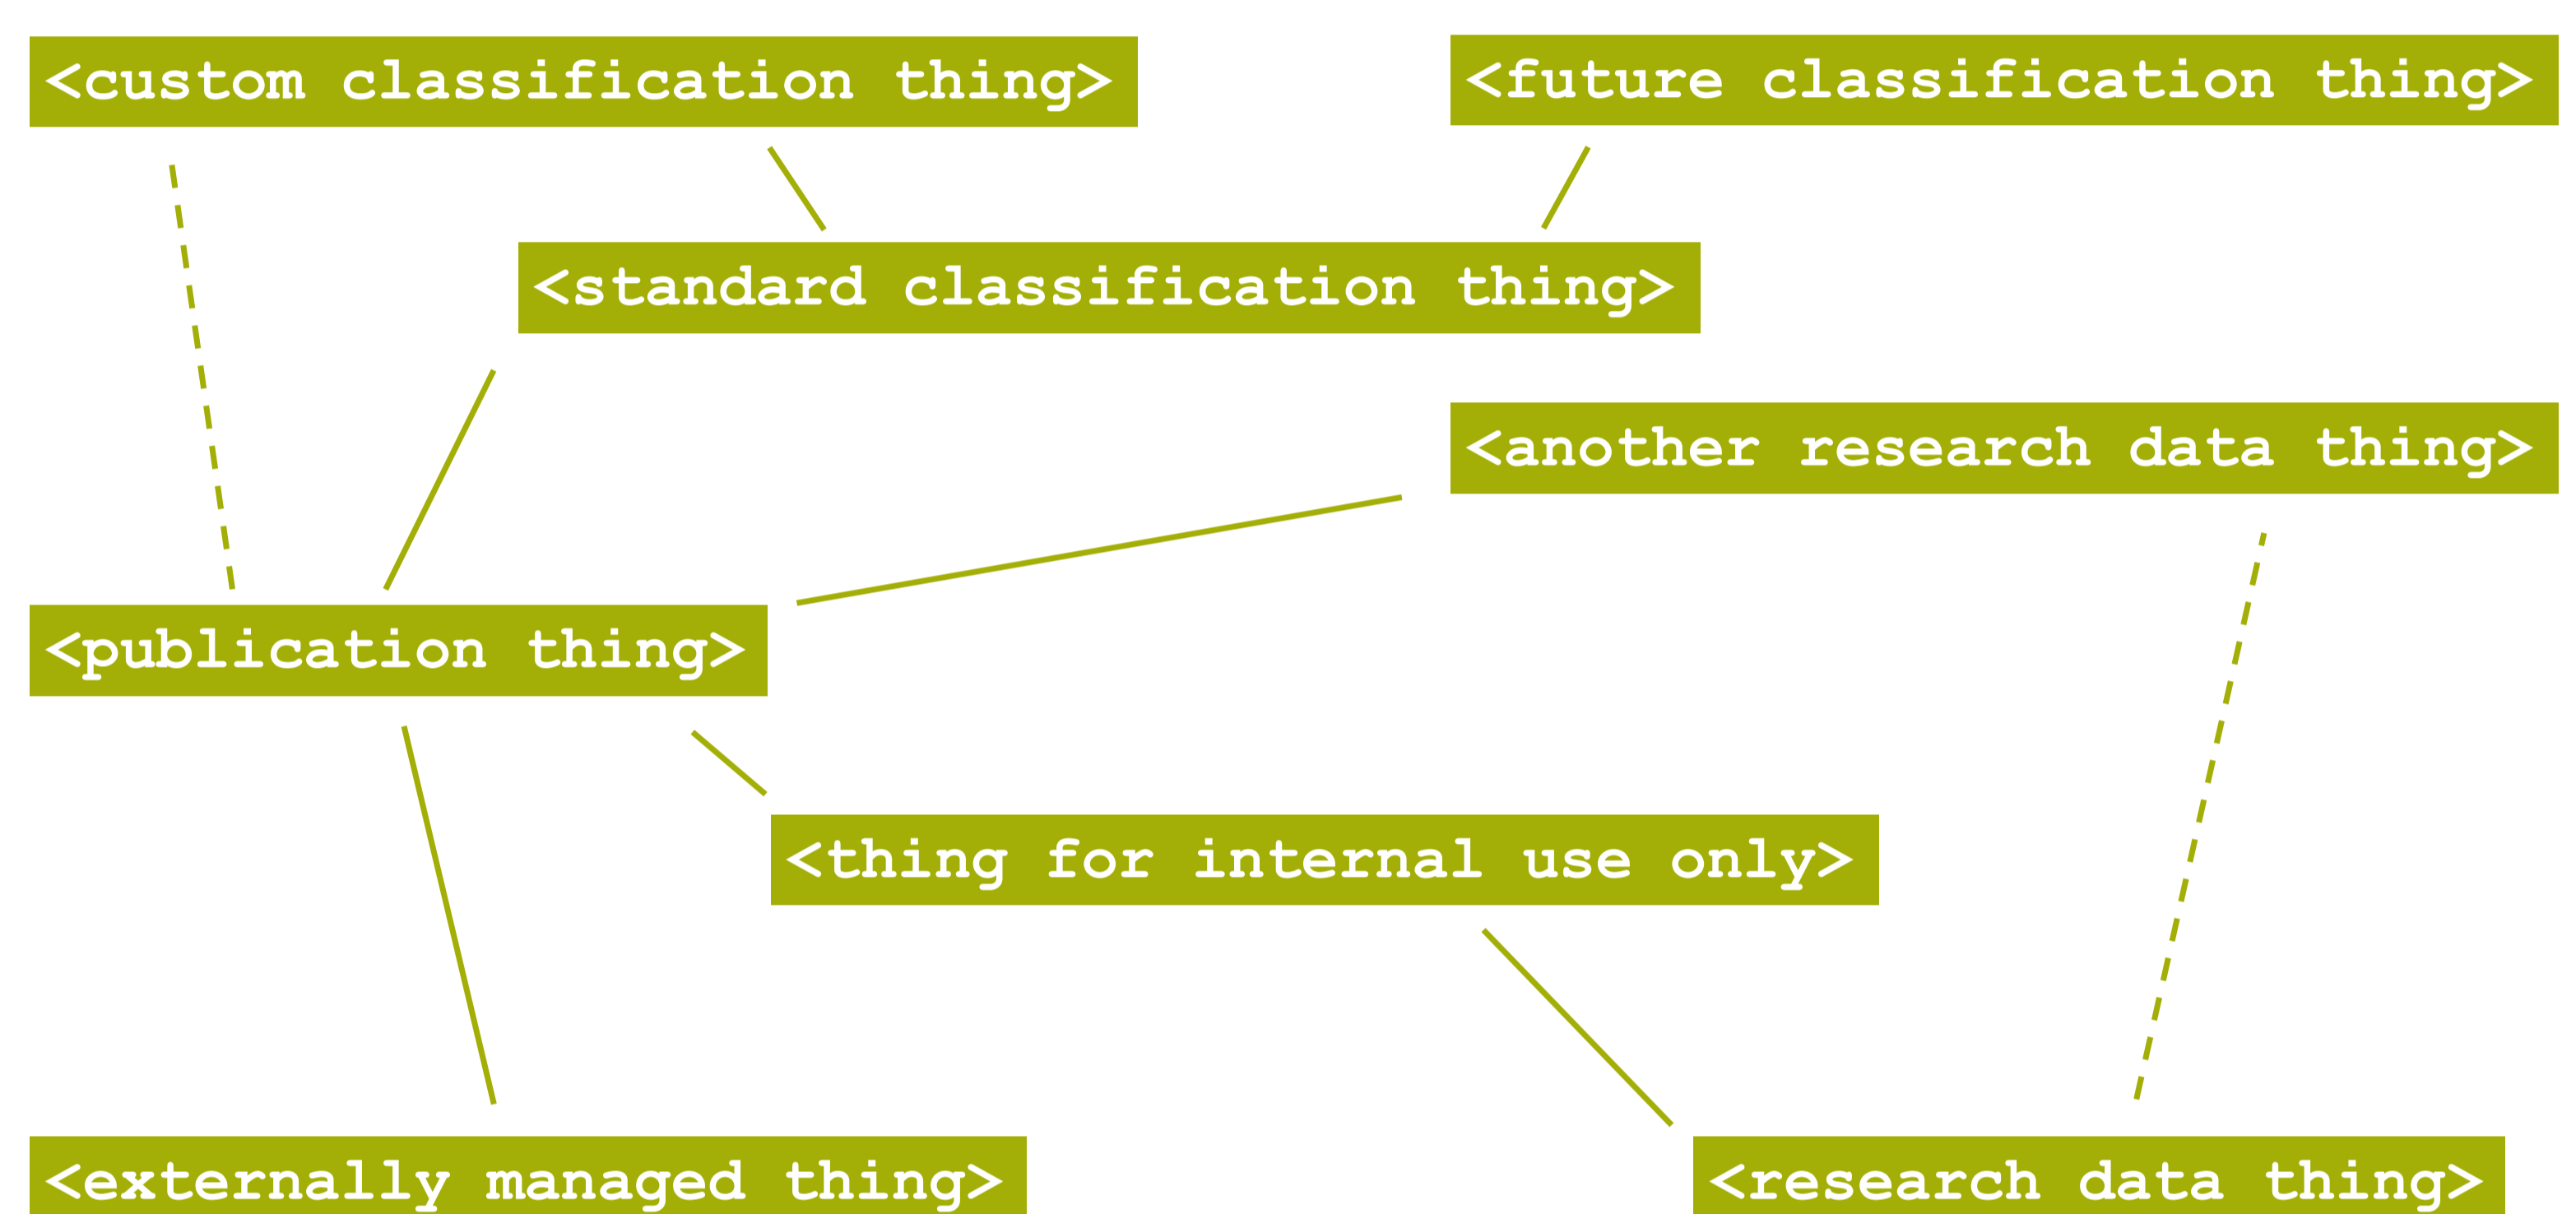 <custom classification thing>
<future classification thing>
<standard classification thing>
<another research data thing>
<publication thing>
<thing for internal use only>
<externally managed thing>
<research data thing>